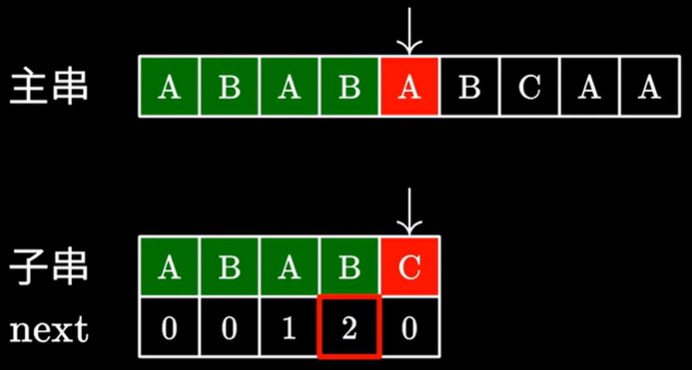 主串 A B A B A B C A A
子串 A B A B C
next 0 0 1 2 0